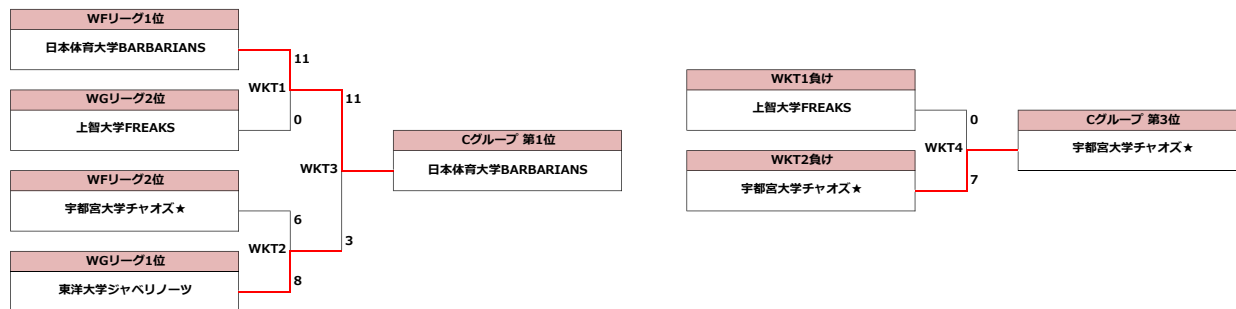 WFリーグ1位
日本体育大学BARBARIANS
11
WKT1
11
WGリーグ2位
上智大学FREAKS
0
WKT3
Cグループ 第1位
日本体育大学BARBARIANS
WFリーグ2位
宇都宮大学チャオズ★
6
WKT2
3
WGリーグ1位
東洋大学ジャベリノーツ
8
WKT1負け
上智大学FREAKS
0
WKT4
Cグループ 第3位
宇都宮大学チャオズ★
WKT2負け
宇都宮大学チャオズ★
7